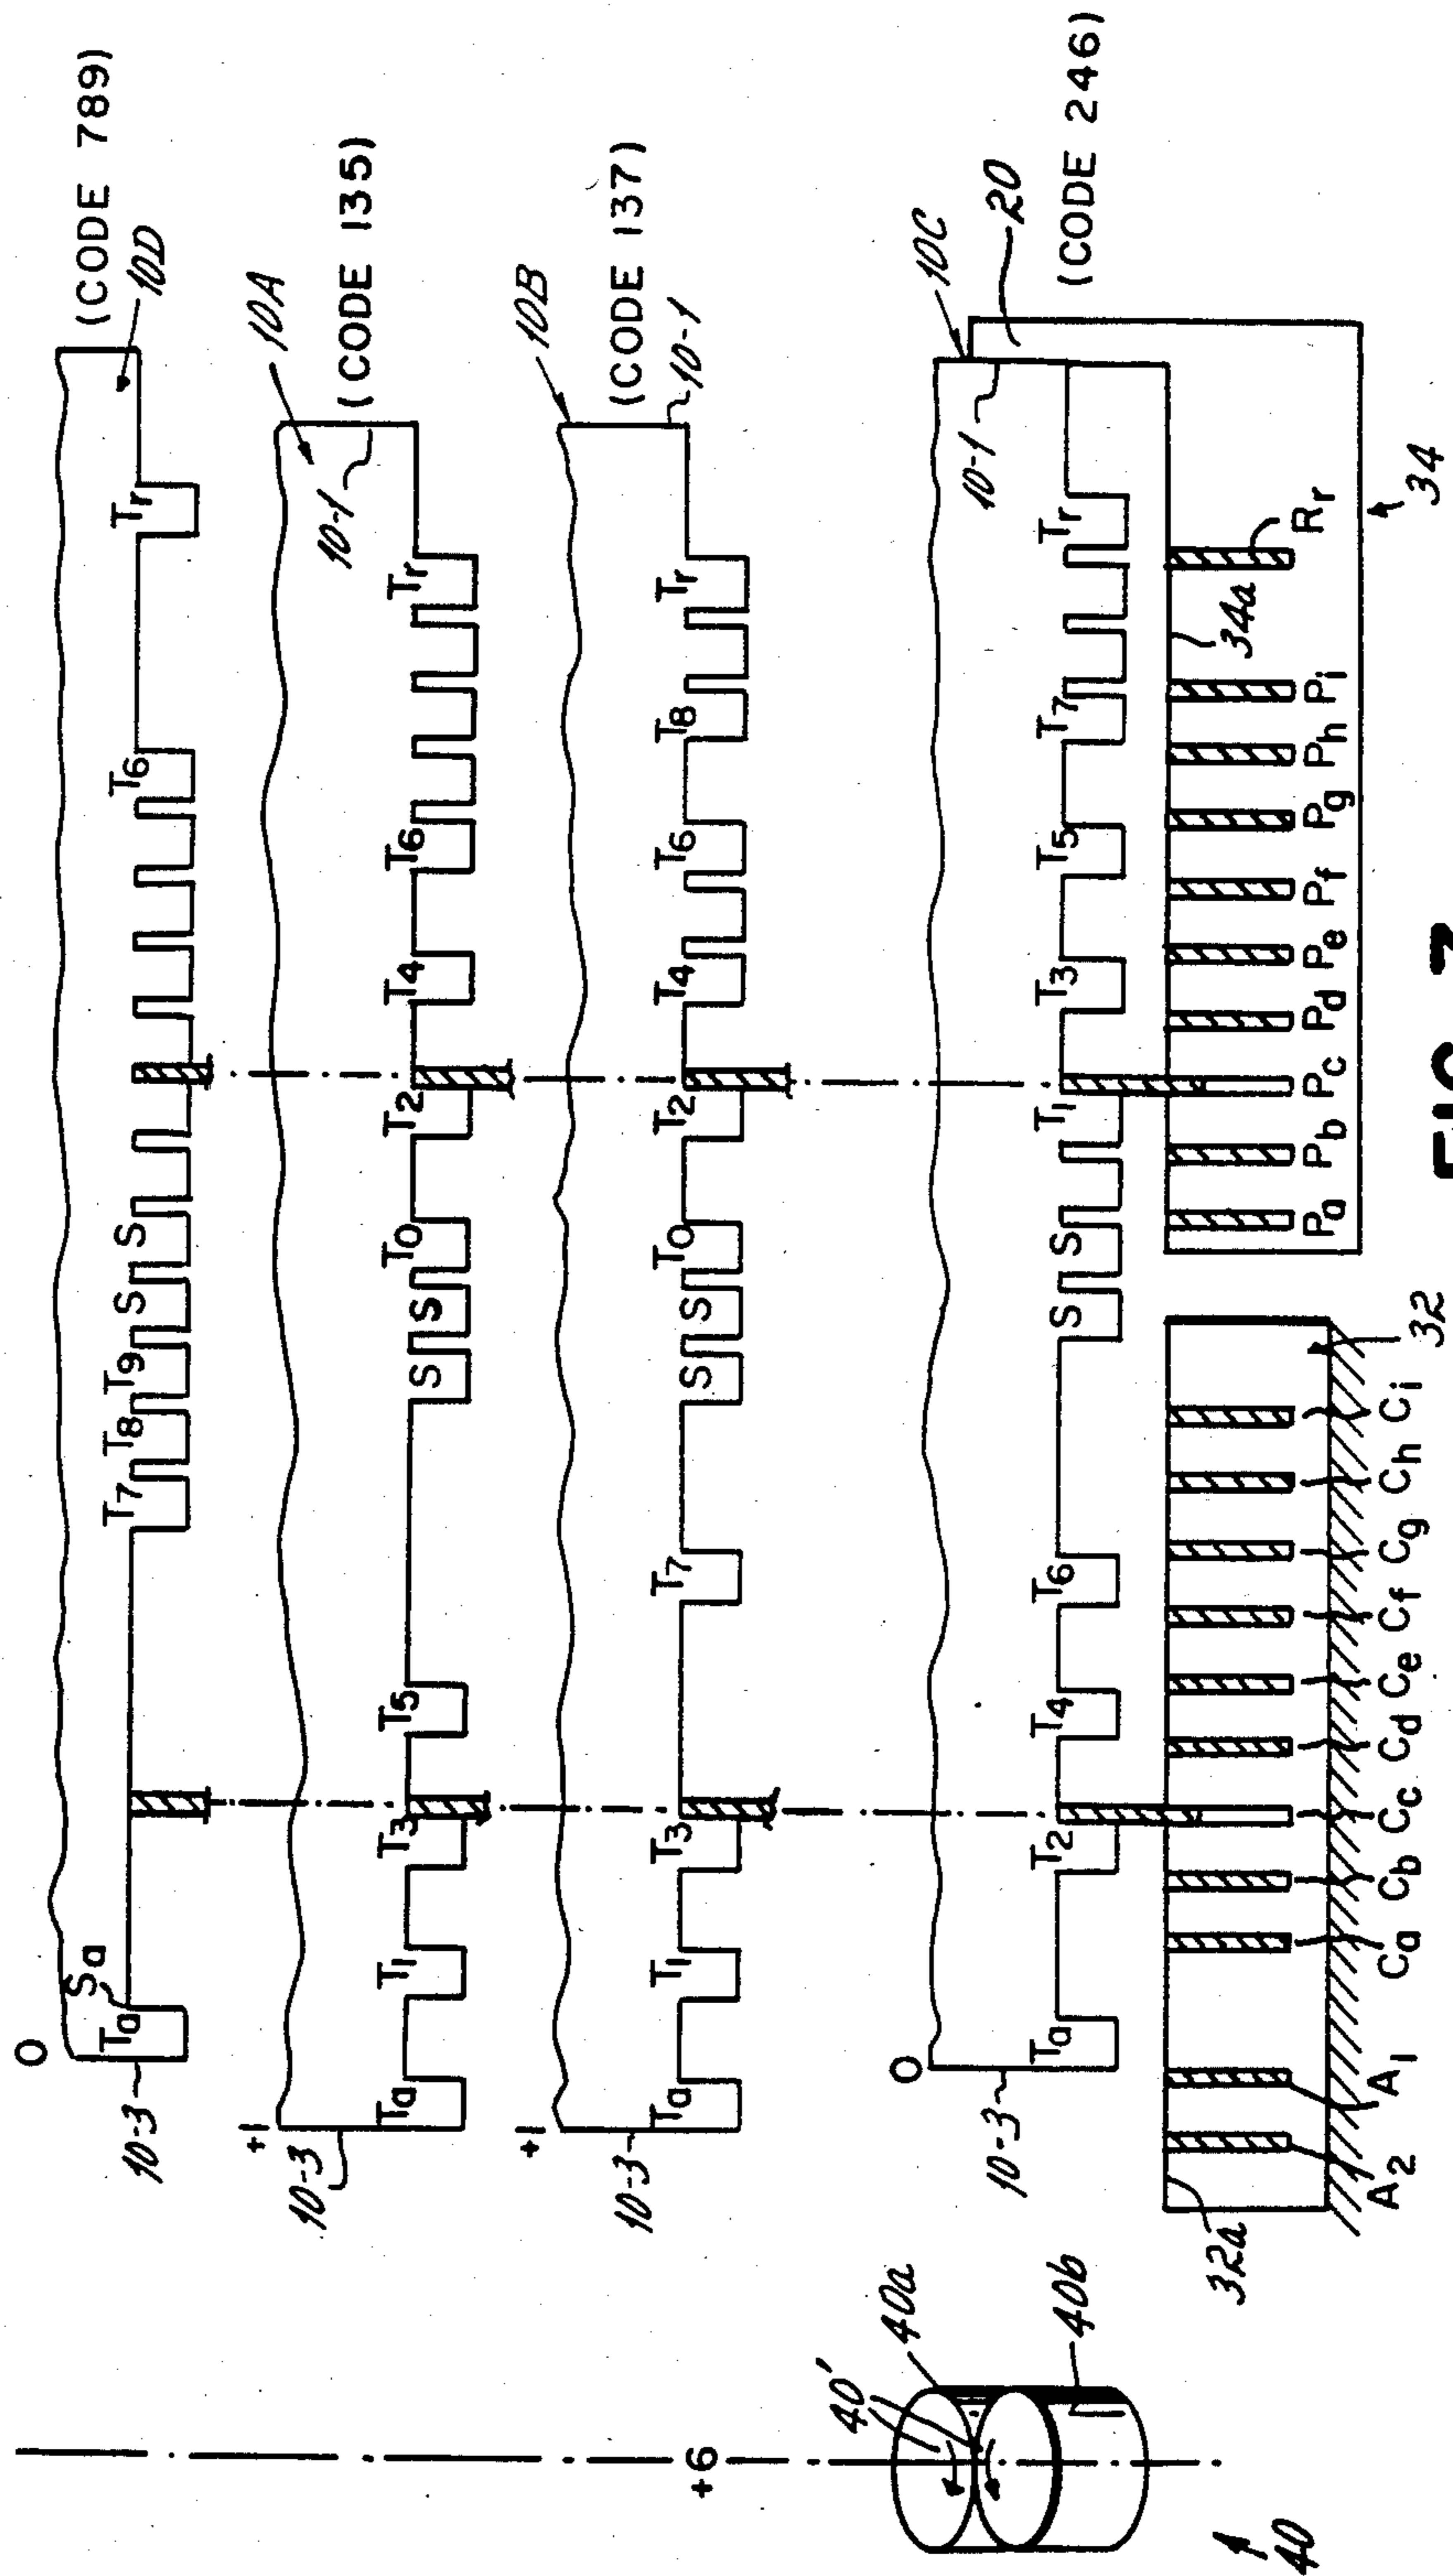 0
10-3
Ta Sa T7 T8 T9 S S T6 Tr
10D
(CODE 789)
+1
10-3
Ta T1 T3 T5 S S T0 T2 T4 T6 Tr
10-1
10A
(CODE 135)
+1
10-3
Ta T1 T3 T7 S S T0 T2 T4 T6 T8 Tr
10B
10-1
(CODE 137)
+6
0
10-3
Ta T2 T4 T6 S S T1 T3 T5 T7 Tr
10-1
10C
20
(CODE 246)
40'
40a
40b
40
32a
A2 A1 Ca Cb Cc Cd Ce Cf Cg Ch Ci
32
Pa Pb Pc Pd Pe Pf Pg Ph Pi
34a
Rr
34
FIG